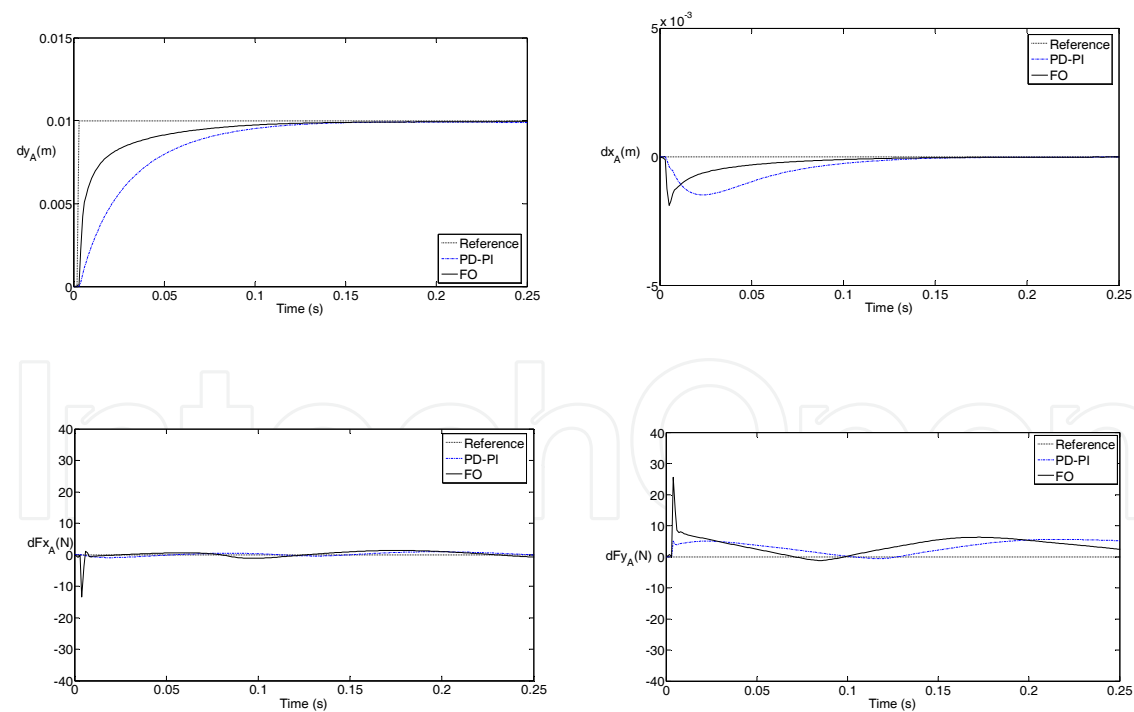 0.015
0.01
0.005
0
dy_A(m)
0 0.05 0.1 0.15 0.2 0.25
Time (s)
Reference
PD-PI
FO
5 x 10^-3
0
-5
dx_A(m)
0 0.05 0.1 0.15 0.2 0.25
Time (s)
Reference
PD-PI
FO
IntechOpen
40
30
20
10
0
-10
-20
-30
-40
dFx_A(N)
0 0.05 0.1 0.15 0.2 0.25
Time (s)
Reference
PD-PI
FO
40
30
20
10
0
-10
-20
-30
-40
dFy_A(N)
0 0.05 0.1 0.15 0.2 0.25
Time (s)
Reference
PD-PI
FO